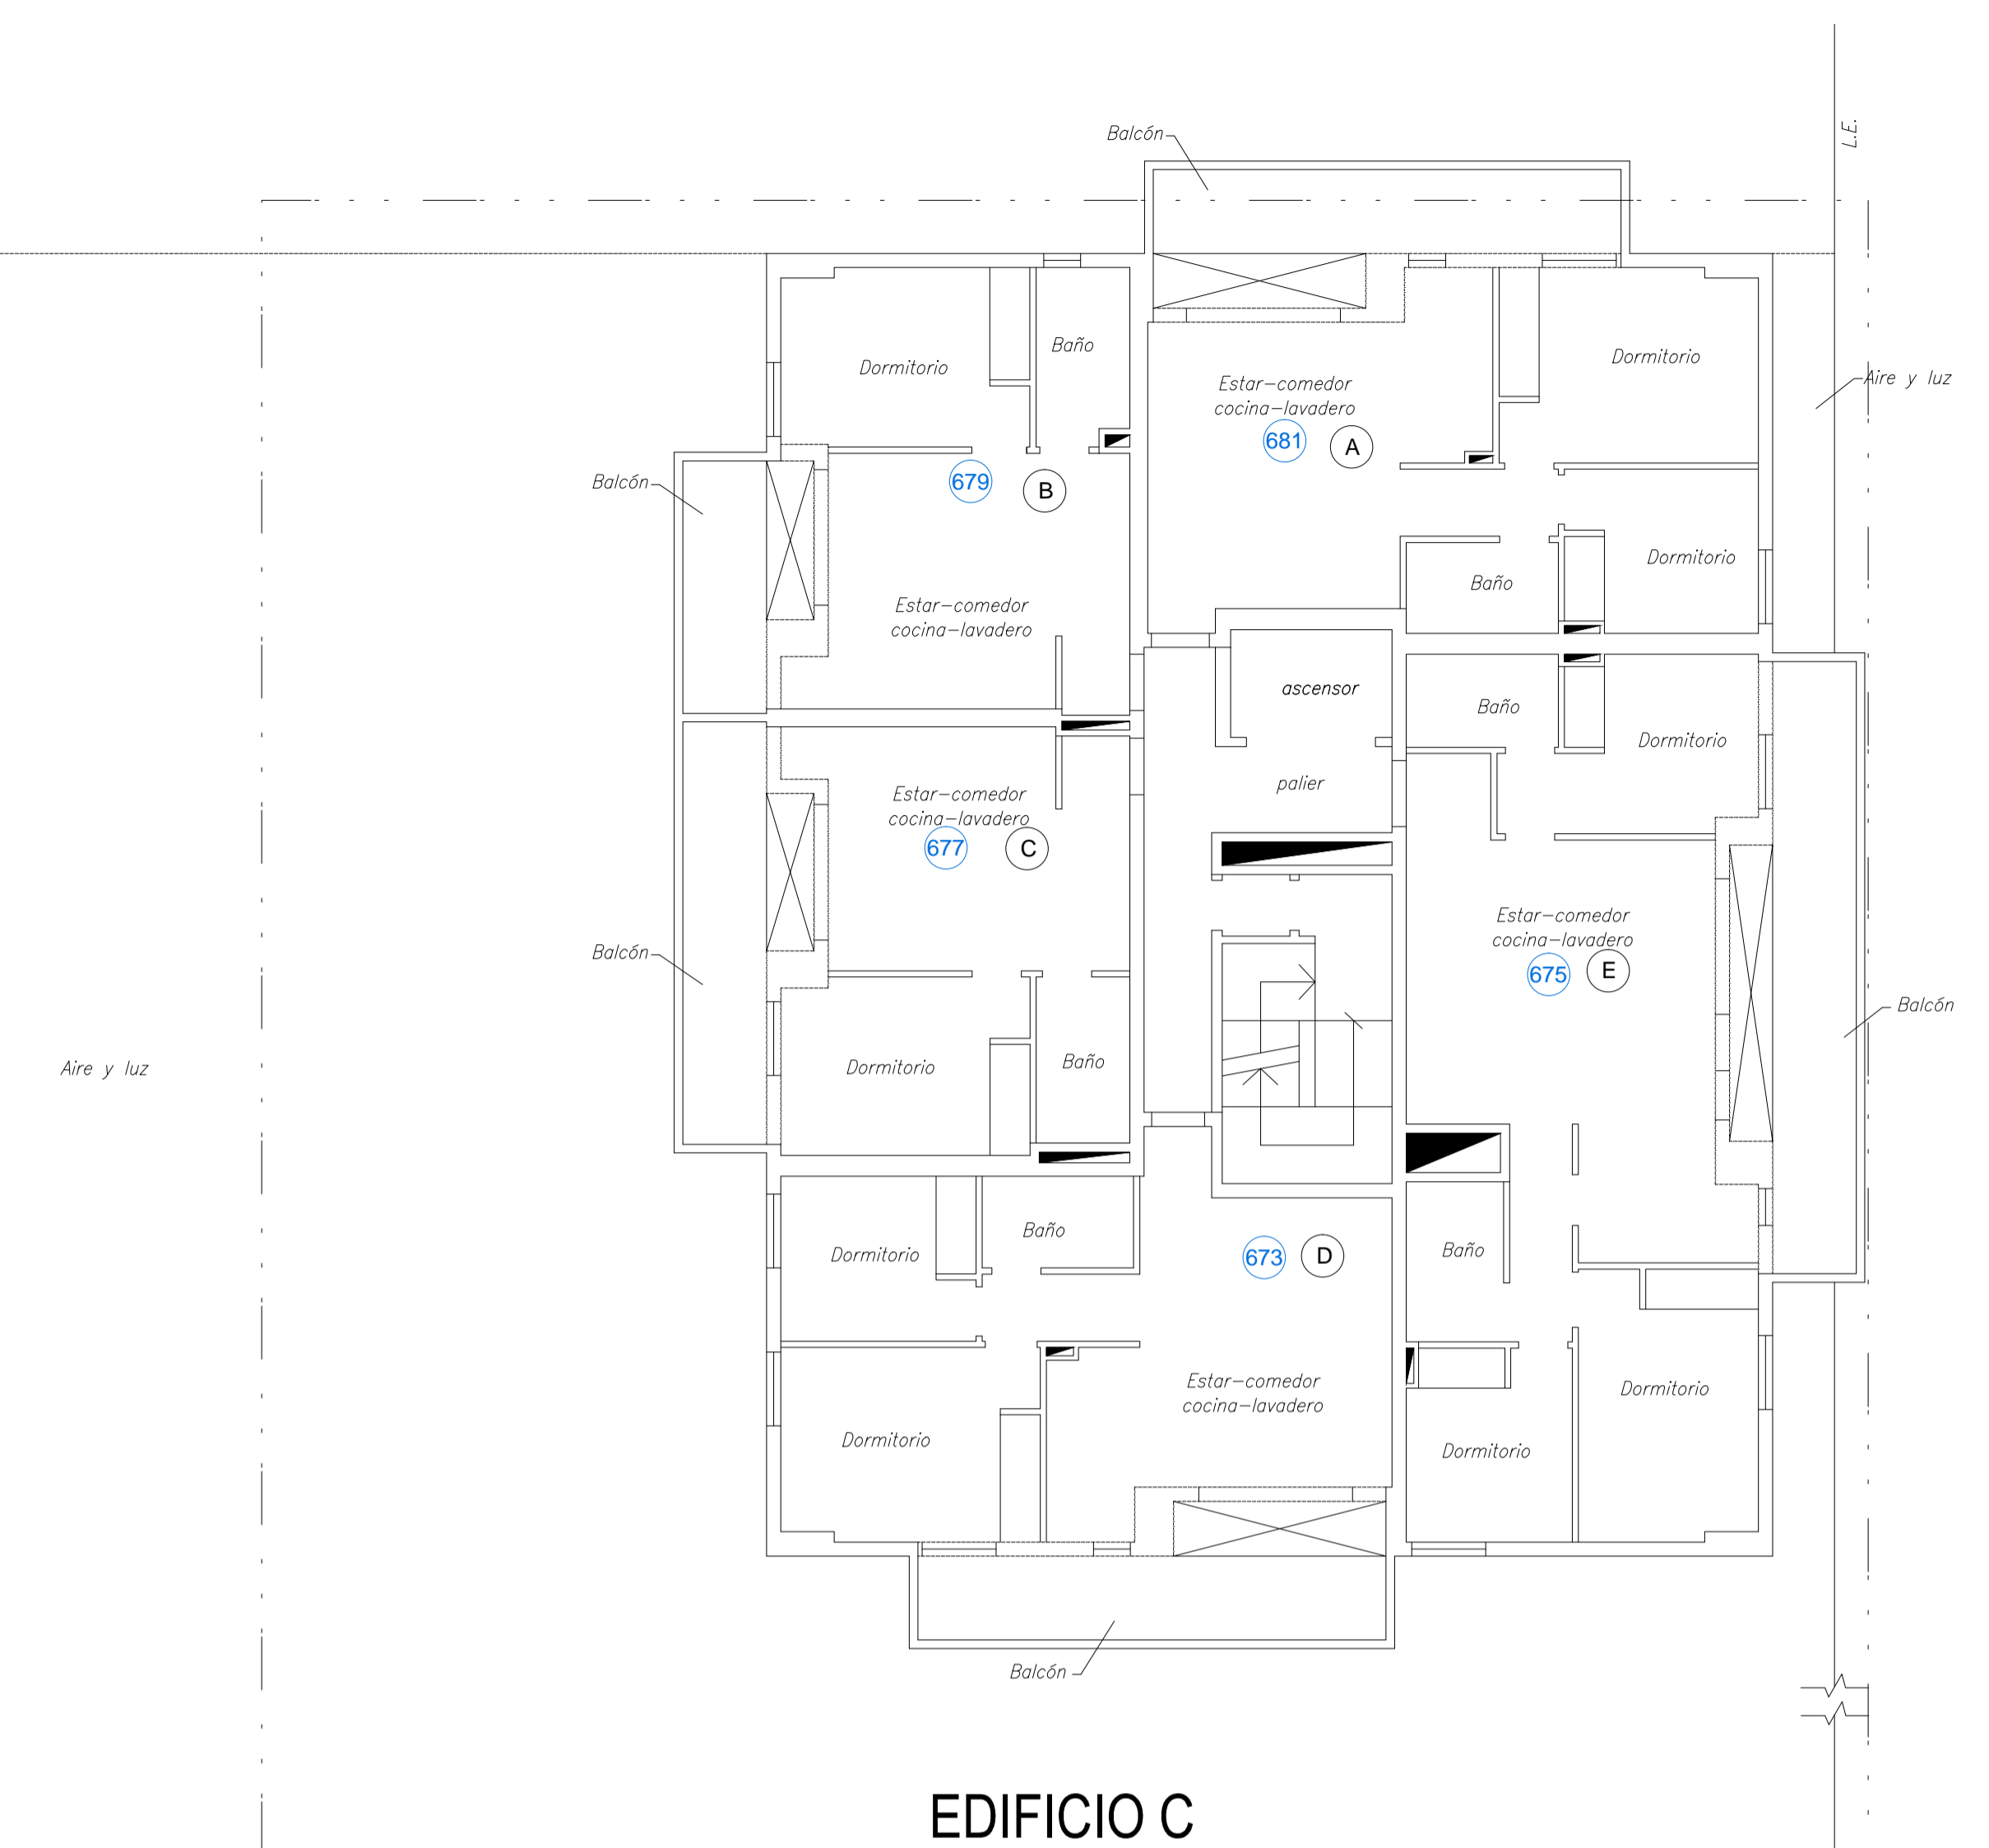 Balcón
L.E.
Baño
Dormitorio
Dormitorio
Aire y luz
Estar-comedor
cocina-lavadero
681
A
Balcón
679
B
Dormitorio
Baño
Estar-comedor
cocina-lavadero
ascensor
Baño
Dormitorio
palier
Estar-comedor
cocina-lavadero
677
C
Estar-comedor
cocina-lavadero
675
E
Balcón
Balcón
Aire y luz
Dormitorio
Baño
Dormitorio
Baño
673
D
Baño
Estar-comedor
cocina-lavadero
Dormitorio
Dormitorio
Dormitorio
Balcón
EDIFICIO C